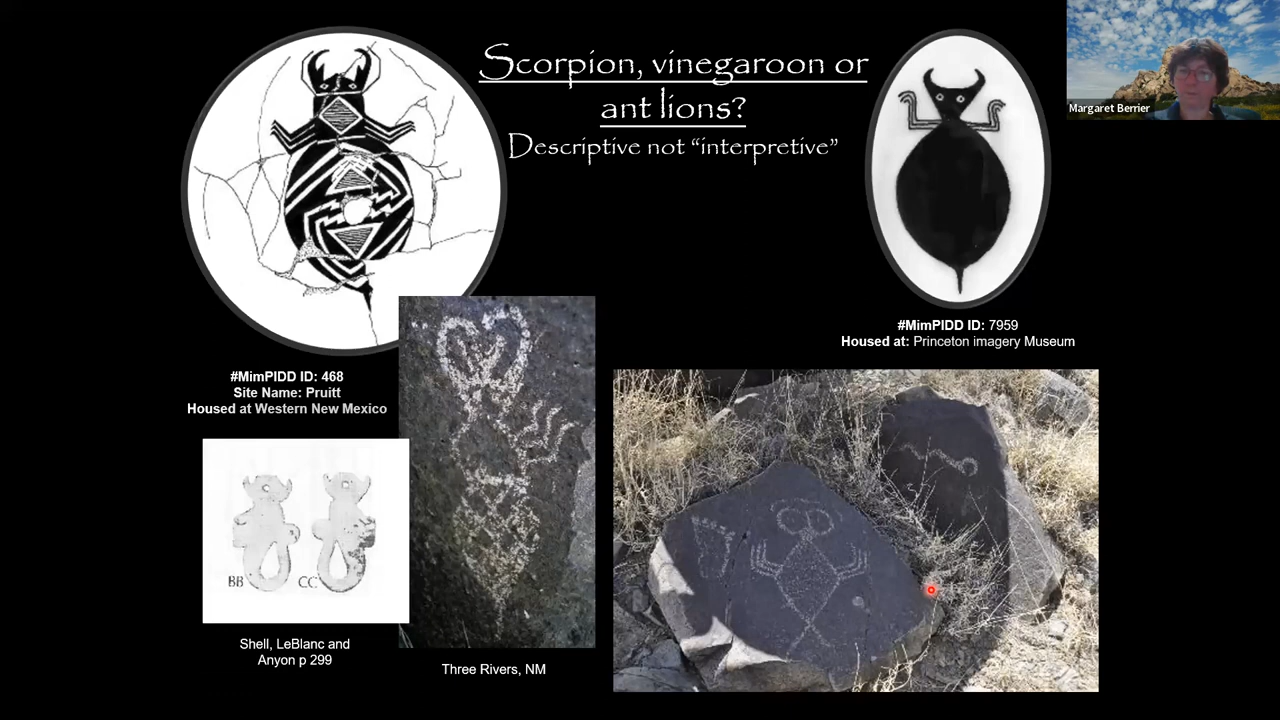 Scorpion, vinegaroon or
ant lions?
Descriptive not “interpretive”
Margaret Berrier
#MimPIDD ID: 7959
Housed at: Princeton imagery Museum
#MimPIDD ID: 468
Site Name: Pruitt
Housed at Western New Mexico
BB CC
Shell, LeBlanc and
Anyon p 299
Three Rivers, NM